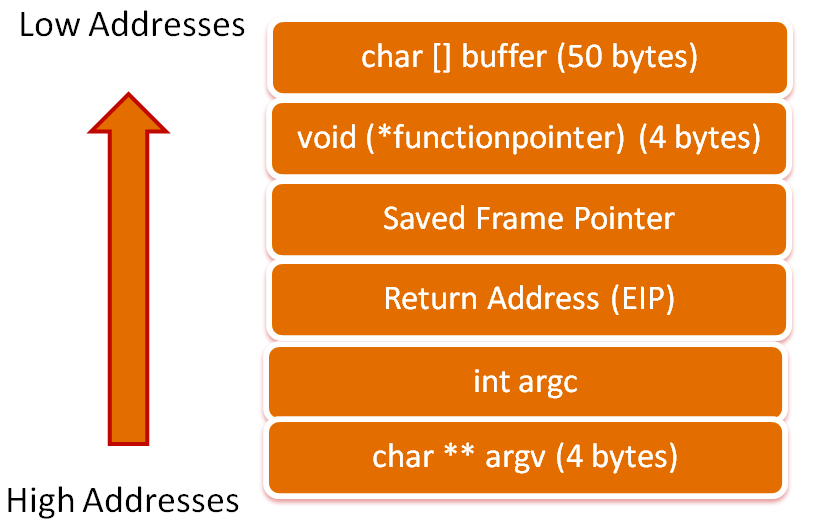 Low Addresses
char [] buffer (50 bytes)
void (*functionpointer) (4 bytes)
Saved Frame Pointer
Return Address (EIP)
int argc
char ** argv (4 bytes)
High Addresses